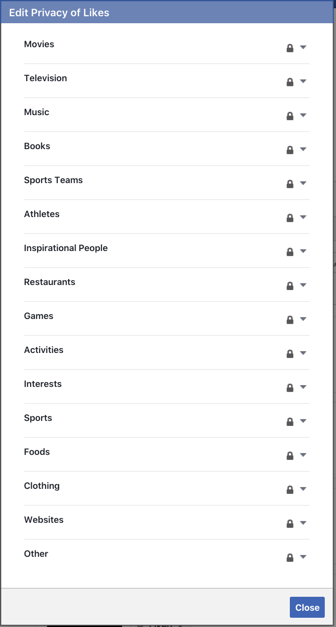 Edit Privacy of Likes
Movies
Television
Music
Books
Sports Teams
Athletes
Inspirational People
Restaurants
Games
Activities
Interests
Sports
Foods
Clothing
Websites
Other
Close